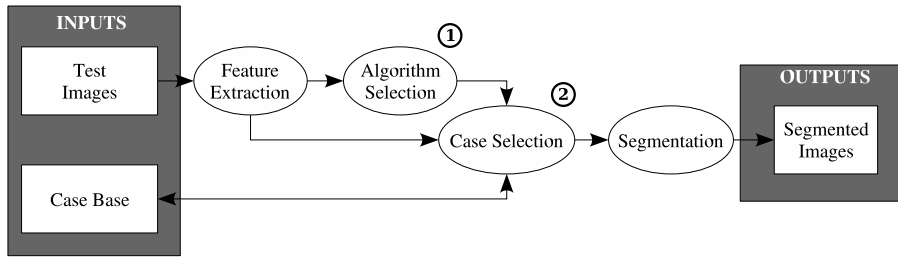 INPUTS
Test
Images
Feature
Extraction
1
Algorithm
Selection
2
Case Selection
Segmentation
OUTPUTS
Segmented
Images
Case Base